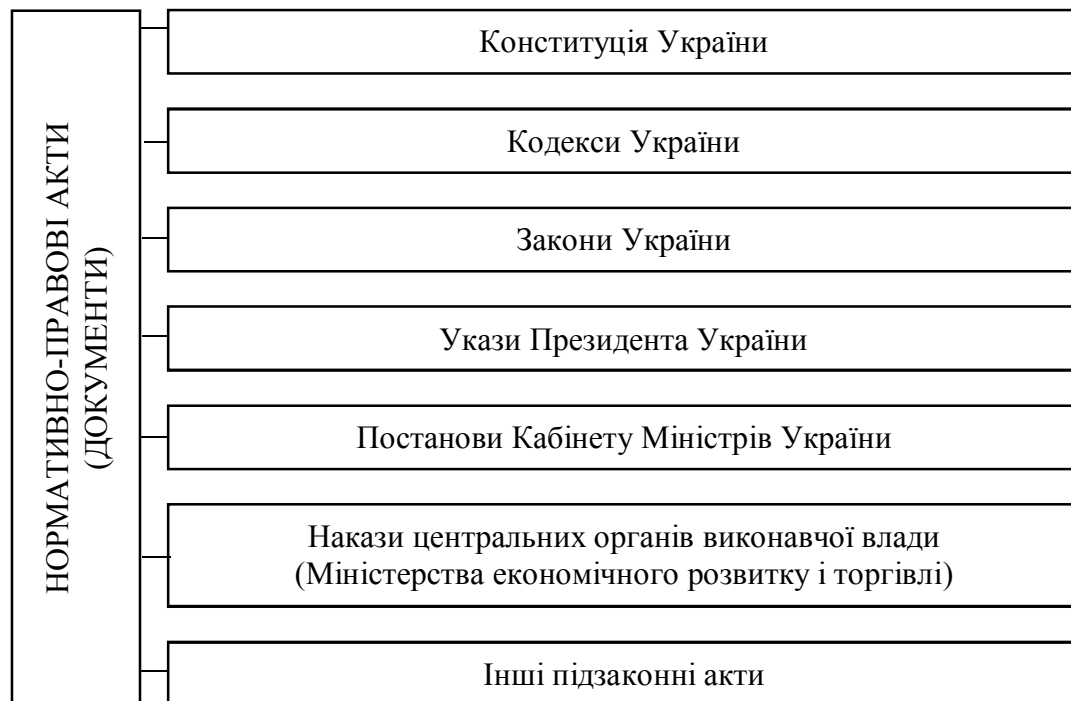 НОРМАТИВНО-ПРАВОВІ АКТИ
(ДОКУМЕНТИ)
Конституція України
Кодекси України
Закони України
Укази Президента України
Постанови Кабінету Міністрів України
Накази центральних органів виконавчої влади
(Міністерства економічного розвитку і торгівлі)
Інші підзаконні акти